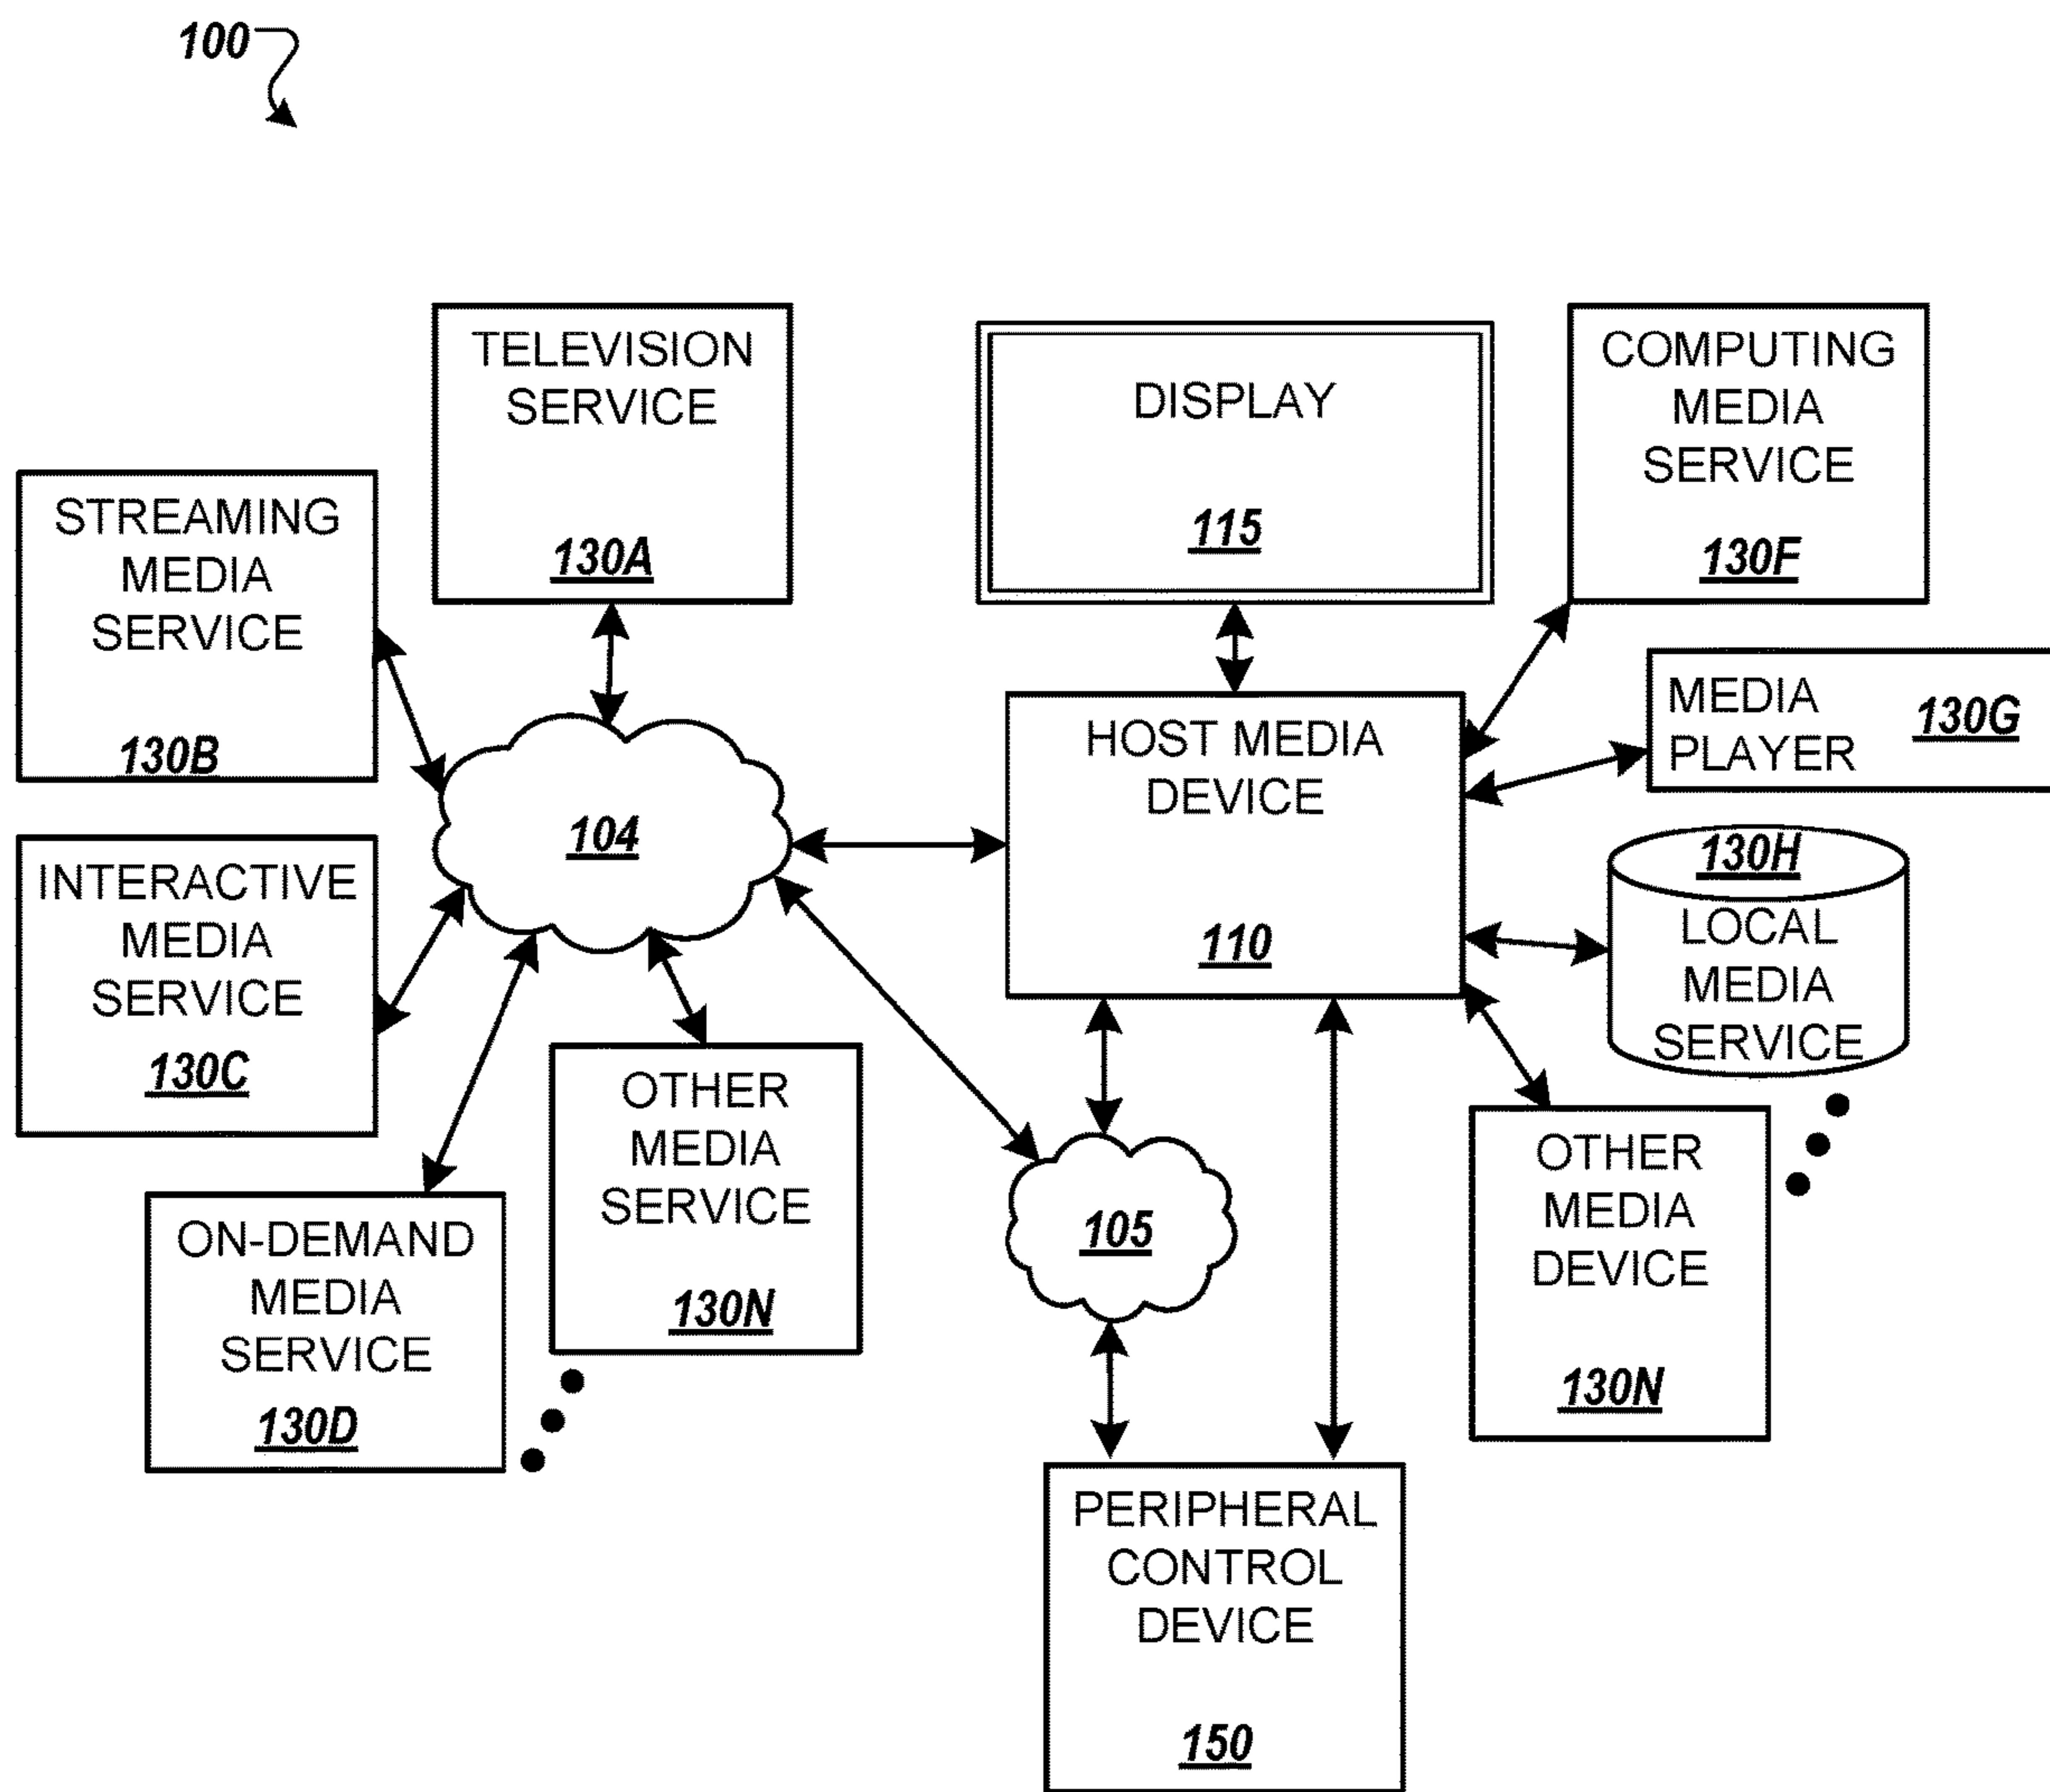 100
TELEVISION
SERVICE
130A
DISPLAY
115
COMPUTING
MEDIA
SERVICE
130F
STREAMING
MEDIA
SERVICE
130B
MEDIA
PLAYER
130G
HOST MEDIA
DEVICE
110
104
130H
LOCAL
MEDIA
SERVICE
INTERACTIVE
MEDIA
SERVICE
130C
OTHER
MEDIA
SERVICE
130N
105
OTHER
MEDIA
DEVICE
130N
ON-DEMAND
MEDIA
SERVICE
130D
PERIPHERAL
CONTROL
DEVICE
150